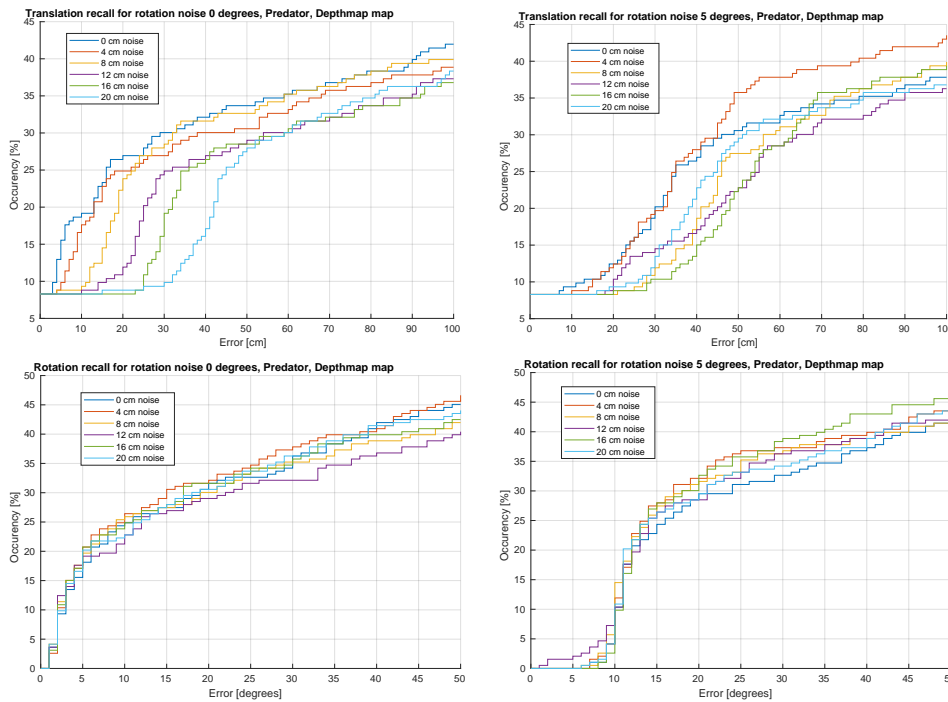 Translation recall for rotation noise 0 degrees, Predator, Depthmap map
45
40
35
30
25
20
15
10
5
Occurency [%]
0 cm noise
4 cm noise
8 cm noise
12 cm noise
16 cm noise
20 cm noise
0 10 20 30 40 50 60 70 80 90 100
Error [cm]
Translation recall for rotation noise 5 degrees, Predator, Depthmap map
45
40
35
30
25
20
15
10
5
Occurency [%]
0 cm noise
4 cm noise
8 cm noise
12 cm noise
16 cm noise
20 cm noise
0 10 20 30 40 50 60 70 80 90
Error [cm]
Rotation recall for rotation noise 0 degrees, Predator, Depthmap map
50
45
40
35
30
25
20
15
10
5
0
Occurency [%]
0 cm noise
4 cm noise
8 cm noise
12 cm noise
16 cm noise
20 cm noise
0 5 10 15 20 25 30 35 40 45 50
Error [degrees]
Rotation recall for rotation noise 5 degrees, Predator, Depthmap map
50
45
40
35
30
25
20
15
10
5
0
Occurency [%]
0 cm noise
4 cm noise
8 cm noise
12 cm noise
16 cm noise
20 cm noise
0 5 10 15 20 25 30 35 40 45
Error [degrees]